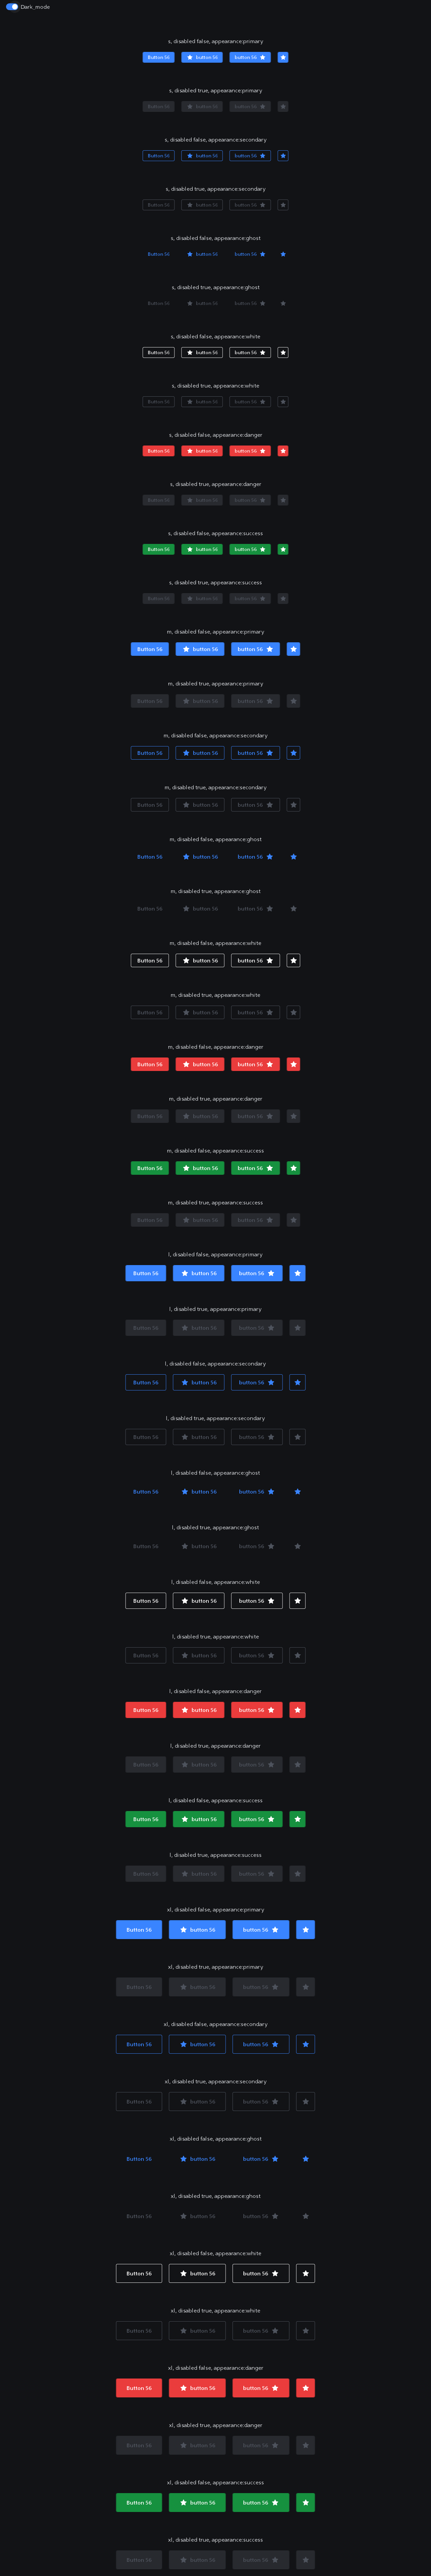 Dark_mode
s, disabled false, appearance:primary
Button 56 button 56 button 56
s, disabled true, appearance:primary
Button 56 button 56 button 56
s, disabled false, appearance:secondary
Button 56 button 56 button 56
s, disabled true, appearance:secondary
Button 56 button 56 button 56
s, disabled false, appearance:ghost
Button 56 button 56 button 56
s, disabled true, appearance:ghost
Button 56 button 56 button 56
s, disabled false, appearance:white
Button 56 button 56 button 56
s, disabled true, appearance:white
Button 56 button 56 button 56
s, disabled false, appearance:danger
Button 56 button 56 button 56
s, disabled true, appearance:danger
Button 56 button 56 button 56
s, disabled false, appearance:success
Button 56 button 56 button 56
s, disabled true, appearance:success
Button 56 button 56 button 56
m, disabled false, appearance:primary
Button 56 button 56 button 56
m, disabled true, appearance:primary
Button 56 button 56 button 56
m, disabled false, appearance:secondary
Button 56 button 56 button 56
m, disabled true, appearance:secondary
Button 56 button 56 button 56
m, disabled false, appearance:ghost
Button 56 button 56 button 56
m, disabled true, appearance:ghost
Button 56 button 56 button 56
m, disabled false, appearance:white
Button 56 button 56 button 56
m, disabled true, appearance:white
Button 56 button 56 button 56
m, disabled false, appearance:danger
Button 56 button 56 button 56
m, disabled true, appearance:danger
Button 56 button 56 button 56
m, disabled false, appearance:success
Button 56 button 56 button 56
m, disabled true, appearance:success
Button 56 button 56 button 56
l, disabled false, appearance:primary
Button 56 button 56 button 56
l, disabled true, appearance:primary
Button 56 button 56 button 56
l, disabled false, appearance:secondary
Button 56 button 56 button 56
l, disabled true, appearance:secondary
Button 56 button 56 button 56
l, disabled false, appearance:ghost
Button 56 button 56 button 56
l, disabled true, appearance:ghost
Button 56 button 56 button 56
l, disabled false, appearance:white
Button 56 button 56 button 56
l, disabled true, appearance:white
Button 56 button 56 button 56
l, disabled false, appearance:danger
Button 56 button 56 button 56
l, disabled true, appearance:danger
Button 56 button 56 button 56
l, disabled false, appearance:success
Button 56 button 56 button 56
l, disabled true, appearance:success
Button 56 button 56 button 56
xl, disabled false, appearance:primary
Button 56 button 56 button 56
xl, disabled true, appearance:primary
Button 56 button 56 button 56
xl, disabled false, appearance:secondary
Button 56 button 56 button 56
xl, disabled true, appearance:secondary
Button 56 button 56 button 56
xl, disabled false, appearance:ghost
Button 56 button 56 button 56
xl, disabled true, appearance:ghost
Button 56 button 56 button 56
xl, disabled false, appearance:white
Button 56 button 56 button 56
xl, disabled true, appearance:white
Button 56 button 56 button 56
xl, disabled false, appearance:danger
Button 56 button 56 button 56
xl, disabled true, appearance:danger
Button 56 button 56 button 56
xl, disabled false, appearance:success
Button 56 button 56 button 56
xl, disabled true, appearance:success
Button 56 button 56 button 56